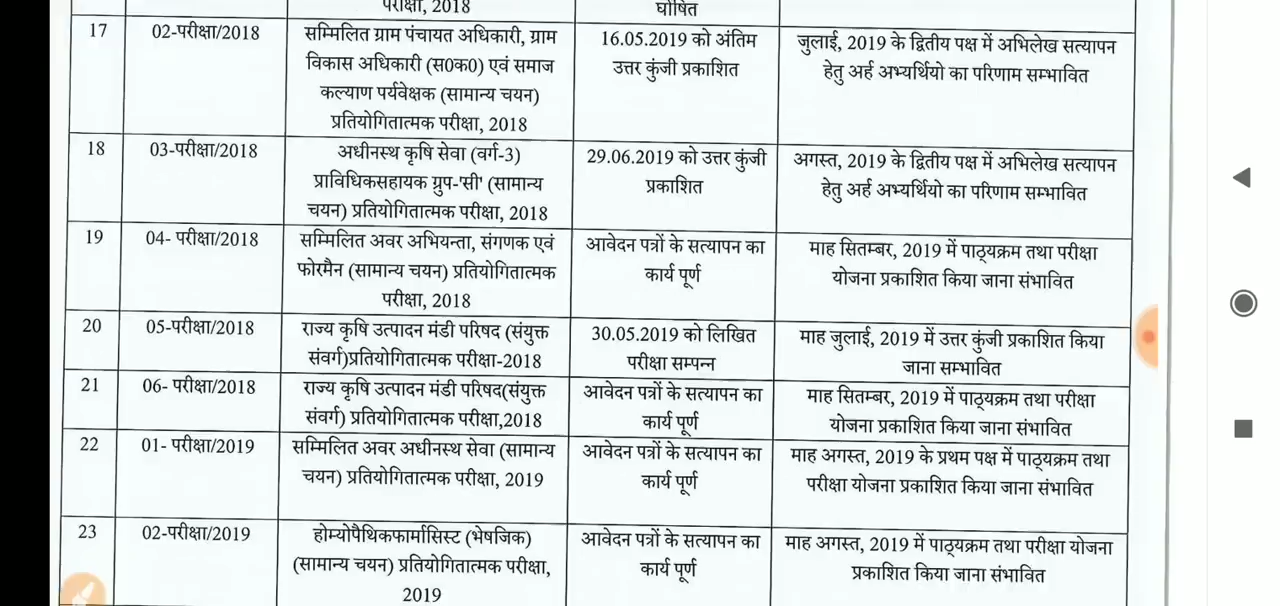 परीक्षा, 2018
घोषित
17
02-परीक्षा/2018
सम्मिलित ग्राम पंचायत अधिकारी, ग्राम
विकास अधिकारी (स0क0) एवं समाज
कल्याण पर्यवेक्षक (सामान्य चयन)
प्रतियोगितात्मक परीक्षा, 2018
16.05.2019 को अंतिम
उत्तर कुंजी प्रकाशित
जुलाई, 2019 के द्वितीय पक्ष में अभिलेख सत्यापन
हेतु अर्ह अभ्यर्थियो का परिणाम सम्भावित
18
03-परीक्षा/2018
अधीनस्थ कृषि सेवा (वर्ग-3)
प्राविधिकसहायक ग्रुप-'सी' (सामान्य
चयन) प्रतियोगितात्मक परीक्षा, 2018
29.06.2019 को उत्तर कुंजी
प्रकाशित
अगस्त, 2019 के द्वितीय पक्ष में अभिलेख सत्यापन
हेतु अर्ह अभ्यर्थियो का परिणाम सम्भावित
19
04- परीक्षा/2018
सम्मिलित अवर अभियन्ता, संगणक एवं
फोरमैन (सामान्य चयन) प्रतियोगितात्मक
परीक्षा, 2018
आवेदन पत्रों के सत्यापन का
कार्य पूर्ण
माह सितम्बर, 2019 में पाठ्यक्रम तथा परीक्षा
योजना प्रकाशित किया जाना संभावित
20
05-परीक्षा/2018
राज्य कृषि उत्पादन मंडी परिषद (संयुक्त
संवर्ग)प्रतियोगितात्मक परीक्षा-2018
30.05.2019 को लिखित
परीक्षा सम्पन्न
माह जुलाई, 2019 में उत्तर कुंजी प्रकाशित किया
जाना सम्भावित
21
06- परीक्षा/2018
राज्य कृषि उत्पादन मंडी परिषद(संयुक्त
संवर्ग) प्रतियोगितात्मक परीक्षा,2018
आवेदन पत्रों के सत्यापन का
कार्य पूर्ण
माह सितम्बर, 2019 में पाठ्यक्रम तथा परीक्षा
योजना प्रकाशित किया जाना संभावित
22
01- परीक्षा/2019
सम्मिलित अवर अधीनस्थ सेवा (सामान्य
चयन) प्रतियोगितात्मक परीक्षा, 2019
आवेदन पत्रों के सत्यापन का
कार्य पूर्ण
माह अगस्त, 2019 के प्रथम पक्ष में पाठ्यक्रम तथा
परीक्षा योजना प्रकाशित किया जाना संभावित
23
02-परीक्षा/2019
होम्योपैथिकफार्मासिस्ट (भेषजिक)
(सामान्य चयन) प्रतियोगितात्मक परीक्षा,
2019
आवेदन पत्रों के सत्यापन का
कार्य पूर्ण
माह अगस्त, 2019 में पाठ्यक्रम तथा परीक्षा योजना
प्रकाशित किया जाना संभावित